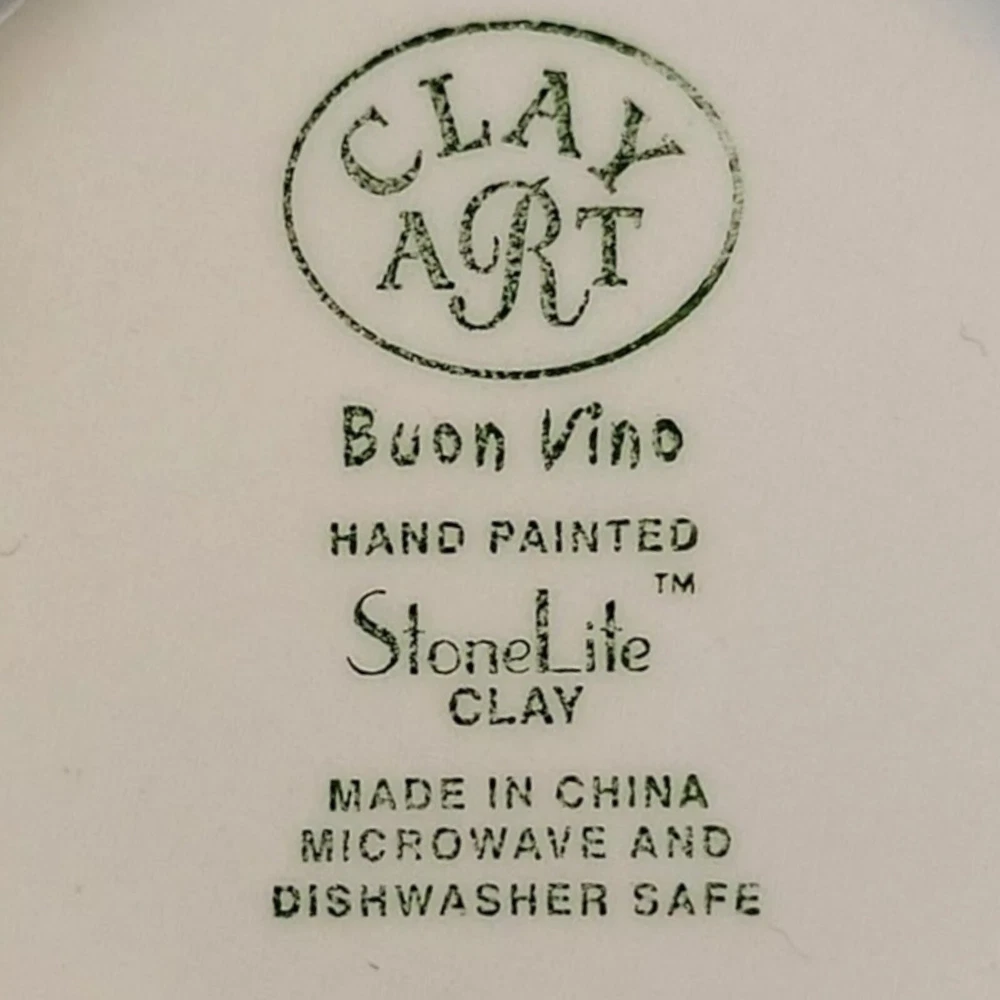 CLAY
ART
Buon Vino
HAND PAINTED
StoneLite™
CLAY
MADE IN CHINA
MICROWAVE AND
DISHWASHER SAFE